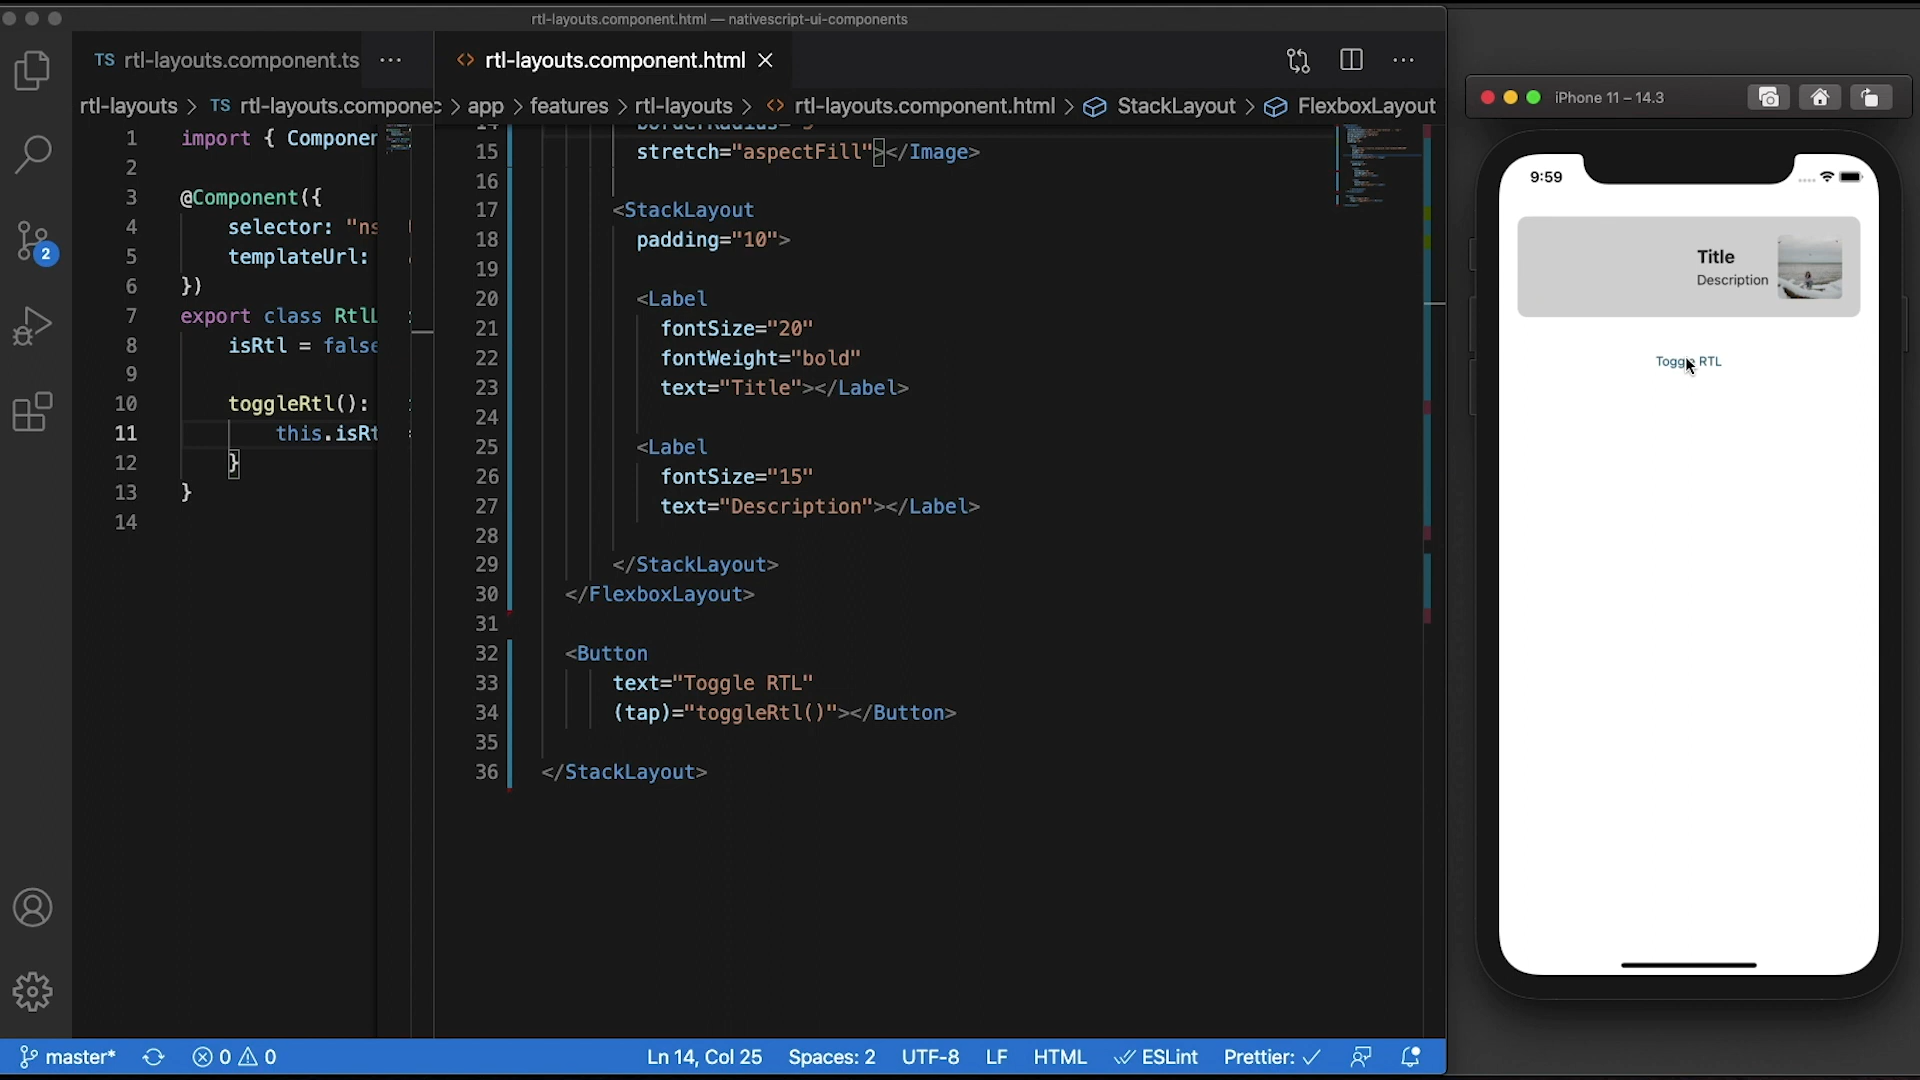 rtl-layouts.component.html — nativescript-ui-components
TS rtl-layouts.component.ts ···
<> rtl-layouts.component.html ×
rtl-layouts > TS rtl-layouts.componec
> app > features > rtl-layouts > <> rtl-layouts.component.html > StackLayout > FlexboxLayout
1 import { Componer
2
3 @Component({
4 selector: "ns
5 templateUrl:
6 })
7 export class RtlL
8 isRtl = false
9
10 toggleRtl():
11 this.isRt
12 }
13 }
14
14 borderRadius="5"
15 stretch="aspectFill"></Image>
16
17 <StackLayout
18 padding="10">
19
20 <Label
21 fontSize="20"
22 fontWeight="bold"
23 text="Title"></Label>
24
25 <Label
26 fontSize="15"
27 text="Description"></Label>
28
29 </StackLayout>
30 </FlexboxLayout>
31
32 <Button
33 text="Toggle RTL"
34 (tap)="toggleRtl()"></Button>
35
36 </StackLayout>
2
master* 0 0
Ln 14, Col 25 Spaces: 2 UTF-8 LF HTML ESLint Prettier: ✓
iPhone 11 – 14.3
9:59
Title
Description
Toggle RTL